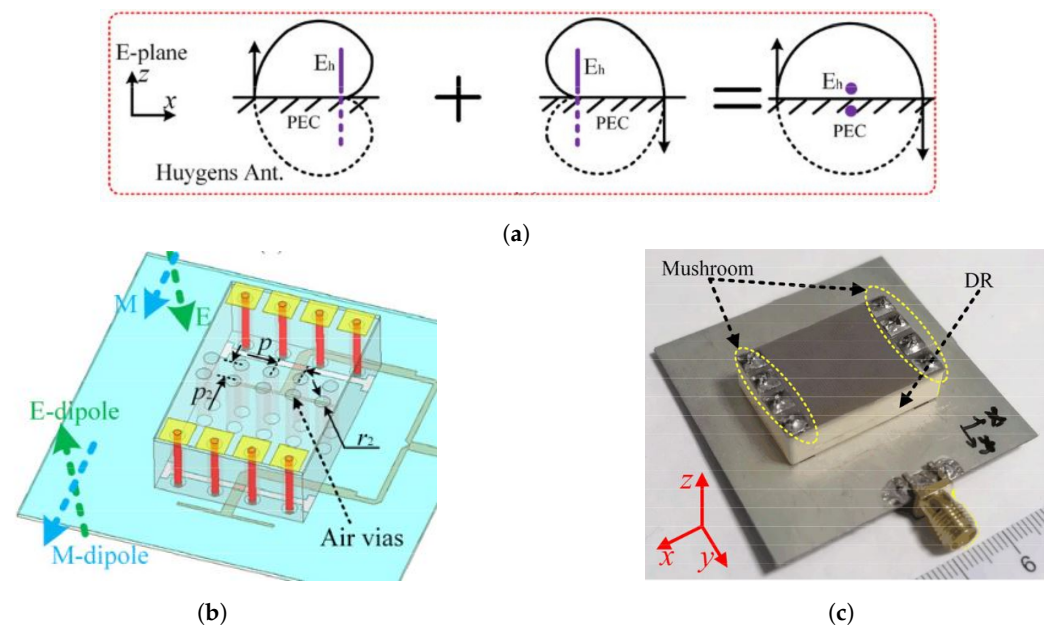 E-plane
z
x
Eh
PEC
Eh
PEC
Eh
PEC
Huygens Ant.
(a)
M
E
p
p2
E-dipole
r2
M-dipole
Air vias
(b)
Mushroom
DR
z
x
y
6
(c)